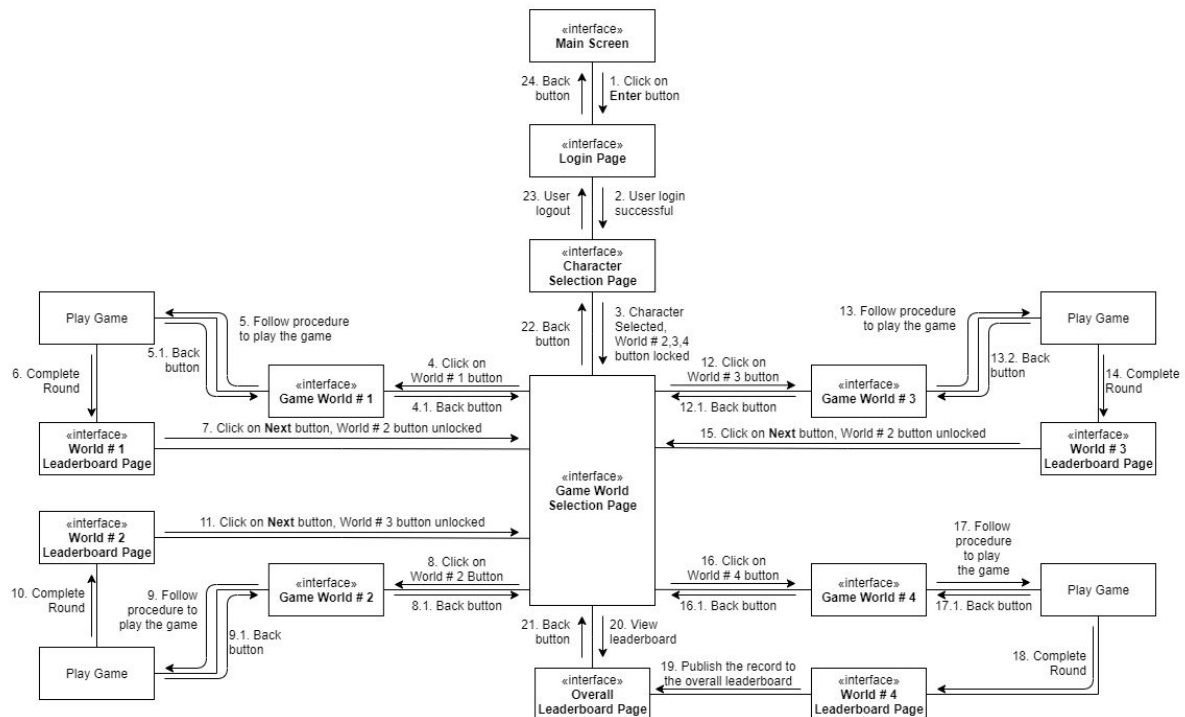 «interface»
Main Screen
24. Back
button
1. Click on
Enter button
«interface»
Login Page
23. User
logout
2. User login
successful
«interface»
Character
Selection Page
22. Back
button
3. Character
Selected,
World # 2,3,4
button locked
Play Game
5. Follow procedure
to play the game
5.1. Back
button
6. Complete
Round
«interface»
Game World # 1
4. Click on
World # 1 button
4.1. Back button
«interface»
World # 1
Leaderboard Page
7. Click on Next button, World # 2 button unlocked
12. Click on
World # 3 button
12.1. Back button
«interface»
Game World # 3
13. Follow procedure
to play the game
13.2. Back
button
Play Game
14. Complete
Round
15. Click on Next button, World # 2 button unlocked
«interface»
World # 3
Leaderboard Page
«interface»
Game World
Selection Page
«interface»
World # 2
Leaderboard Page
11. Click on Next button, World # 3 button unlocked
10. Complete
Round
9. Follow
procedure to
play the game
9.1. Back
button
Play Game
«interface»
Game World # 2
8. Click on
World # 2 Button
8.1. Back button
16. Click on
World # 4 button
16.1. Back button
«interface»
Game World # 4
17. Follow
procedure
to play
the game
17.1. Back button
Play Game
18. Complete
Round
21. Back
button
20. View
leaderboard
19. Publish the record to
the overall leaderboard
«interface»
Overall
Leaderboard Page
«interface»
World # 4
Leaderboard Page